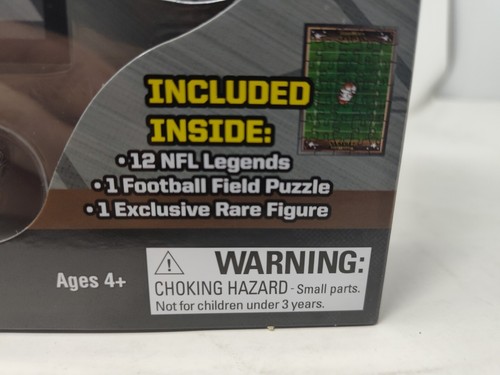 INCLUDED
INSIDE:
• 12 NFL Legends
• 1 Football Field Puzzle
• 1 Exclusive Rare Figure
Ages 4+
WARNING:
CHOKING HAZARD - Small parts.
Not for children under 3 years.